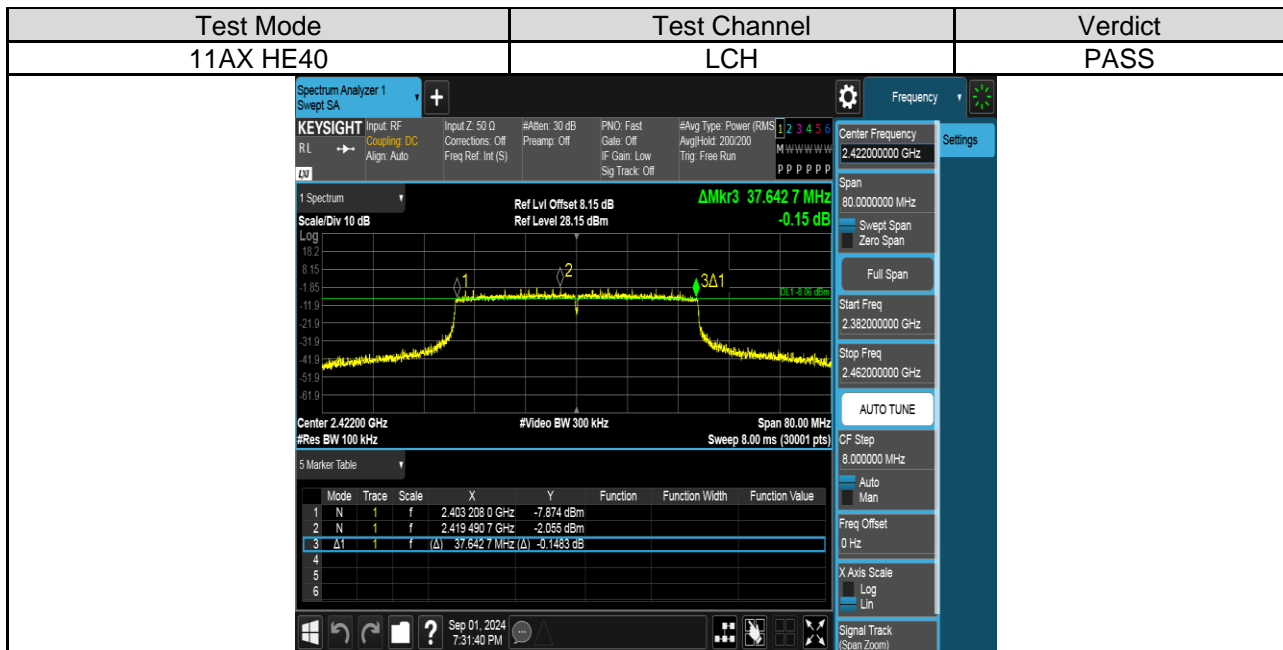 Test Mode Test Channel Verdict
11AX HE40 LCH PASS
Spectrum Analyzer 1
Swept SA
+
Frequency
KEYSIGHT Input: RF Input Z: 50 Ω #Atten: 30 dB PNO: Fast #Avg Type: Power (RMS 1 2 3 4 5 6
RL Coupling: DC Corrections: Off Preamp: Off Gate: Off Avg|Hold: 200/200 M W W W W W
Align: Auto Freq Ref: Int (S) IF Gain: Low Trig: Free Run
LXI Sig Track: Off P P P P P P
Center Frequency
2.422000000 GHz
Settings
1 Spectrum
Ref Lvl Offset 8.15 dB ΔMkr3 37.642 7 MHz
Scale/Div 10 dB Ref Level 28.15 dBm -0.15 dB
Log
18.2
8.15
-1.85
-11.9
-21.9
-31.9
-41.9
-51.9
-61.9
1
2
3Δ1
DL1 -8.06 dBm
Center 2.42200 GHz #Video BW 300 kHz Span 80.00 MHz
#Res BW 100 kHz Sweep 8.00 ms (30001 pts)
Span
80.0000000 MHz
Swept Span
Zero Span
Full Span
Start Freq
2.382000000 GHz
Stop Freq
2.462000000 GHz
AUTO TUNE
CF Step
8.000000 MHz
Auto
Man
Freq Offset
0 Hz
X Axis Scale
Log
Lin
Signal Track
(Span Zoom)
5 Marker Table
Mode Trace Scale X Y Function Function Width Function Value
1 N 1 f 2.403 208 0 GHz -7.874 dBm
2 N 1 f 2.419 490 7 GHz -2.055 dBm
3 Δ1 1 f (Δ) 37.642 7 MHz (Δ) -0.1483 dB
4
5
6
?
Sep 01, 2024
7:31:40 PM